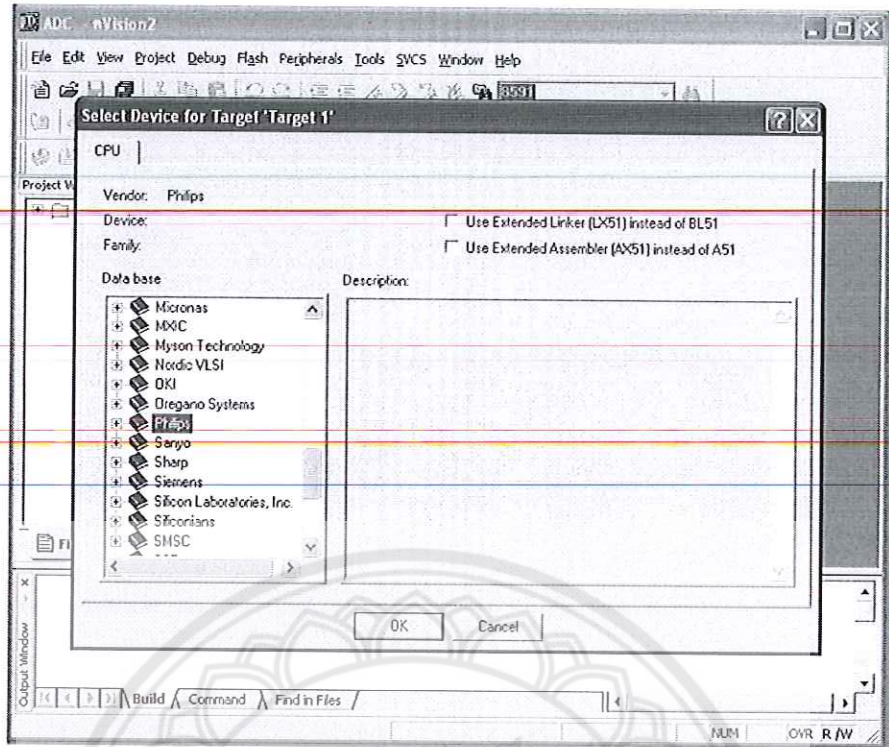 ADC - µVision2
File Edit View Project Debug Flash Peripherals Tools SVCS Window Help
8591
Select Device for Target 'Target 1'
CPU
Project W
Vendor: Philips
Device:
Use Extended Linker (LX51) instead of BL51
Family:
Use Extended Assembler (AX51) instead of A51
Data base
Description:
Micronas
MXIC
Myson Technology
Nordic VLSI
OKI
Oregano Systems
Philips
Sanyo
Sharp
Siemens
Silicon Laboratories, Inc.
Siliconians
SMSC
Fi
OK Cancel
Output Window
Build Command Find in Files
NUM OVR R/W